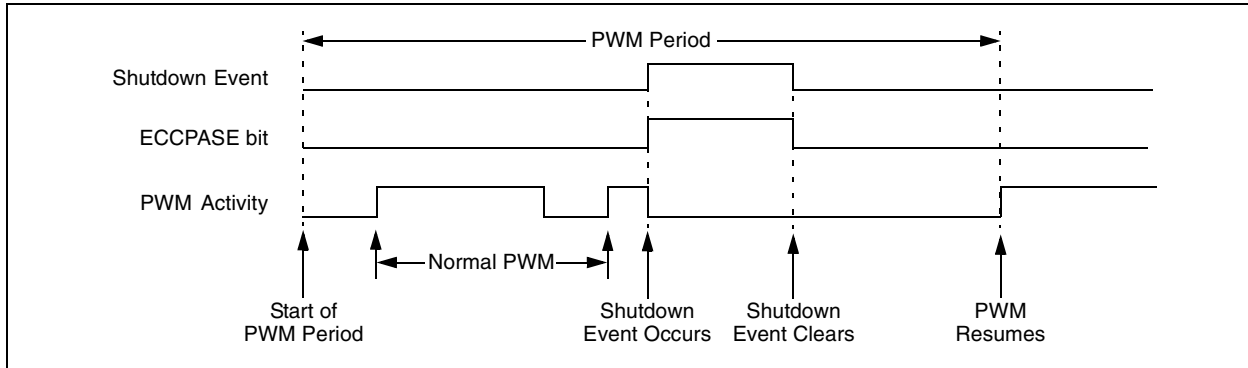 PWM Period
Shutdown Event
ECCPASE bit
PWM Activity
Normal PWM
Start of
PWM Period
Shutdown
Event Occurs
Shutdown
Event Clears
PWM
Resumes